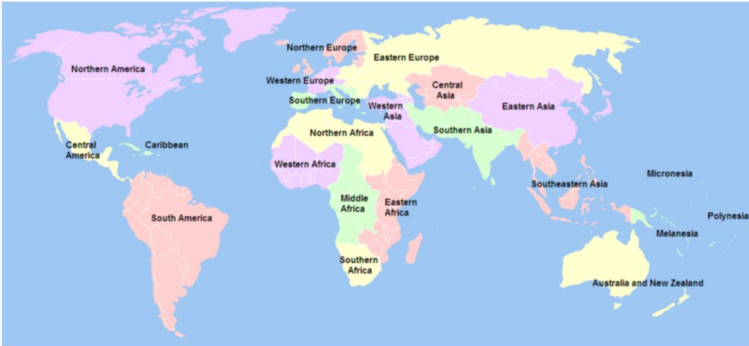 Northern America
Central
America
Caribbean
South America
Northern Europe
Eastern Europe
Western Europe
Southern Europe
Central
Asia
Western
Asia
Eastern Asia
Southern Asia
Northern Africa
Western Africa
Middle
Africa
Eastern
Africa
Southern
Africa
Southeastern Asia
Micronesia
Polynesia
Melanesia
Australia and New Zealand